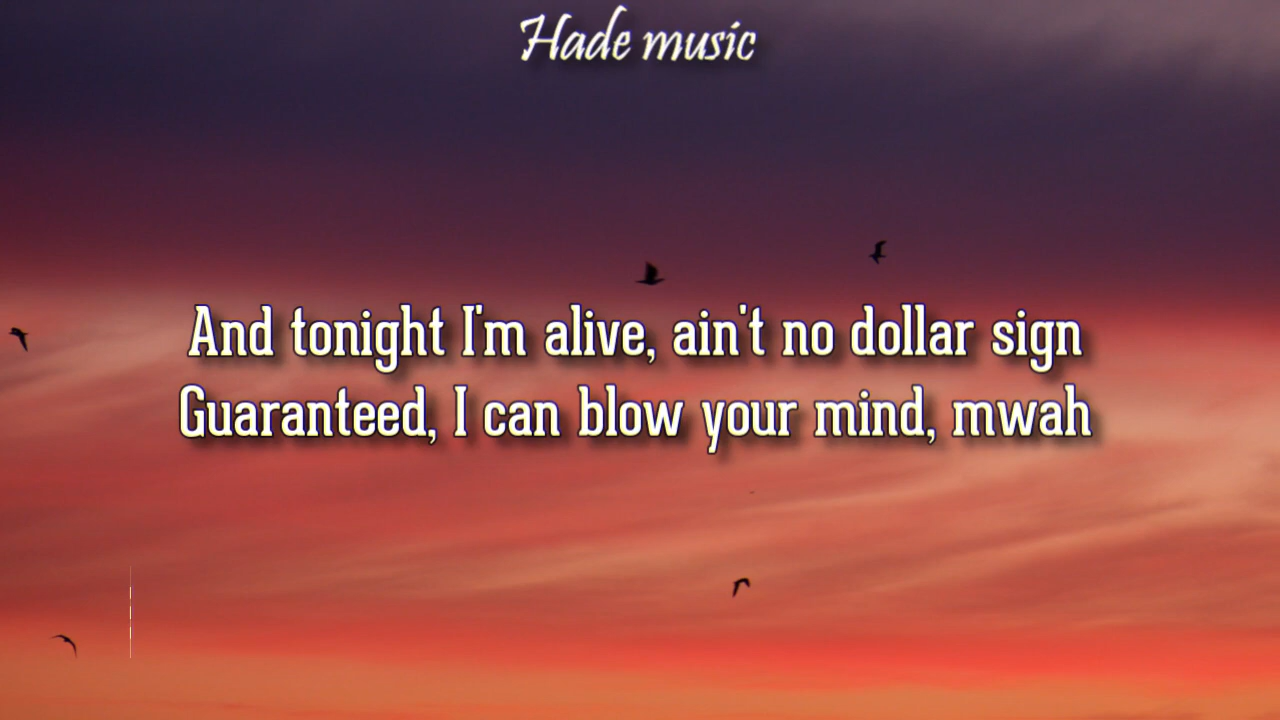 Hade music
And tonight I'm alive, ain't no dollar sign
Guaranteed, I can blow your mind, mwah